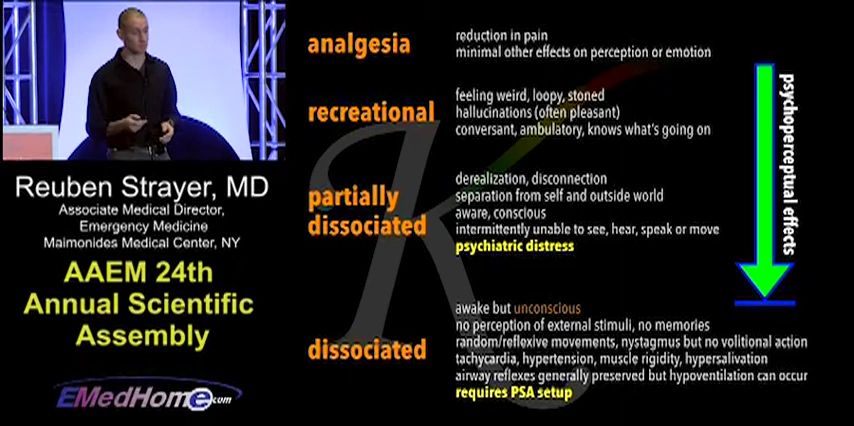 Reuben Strayer, MD
Associate Medical Director,
Emergency Medicine
Maimonides Medical Center, NY
AAEM 24th
Annual Scientific
Assembly
EMedHome.com
analgesia
reduction in pain
minimal other effects on perception or emotion
recreational
feeling weird, loopy, stoned
hallucinations (often pleasant)
conversant, ambulatory, knows what's going on
partially
dissociated
derealization, disconnection
separation from self and outside world
aware, conscious
intermittently unable to see, hear, speak or move
psychiatric distress
dissociated
awake but unconscious
no perception of external stimuli, no memories
random/reflexive movements, nystagmus but no volitional action
tachycardia, hypertension, muscle rigidity, hypersalivation
airway reflexes generally preserved but hypoventilation can occur
requires PSA setup
psychoperceptual effects
K